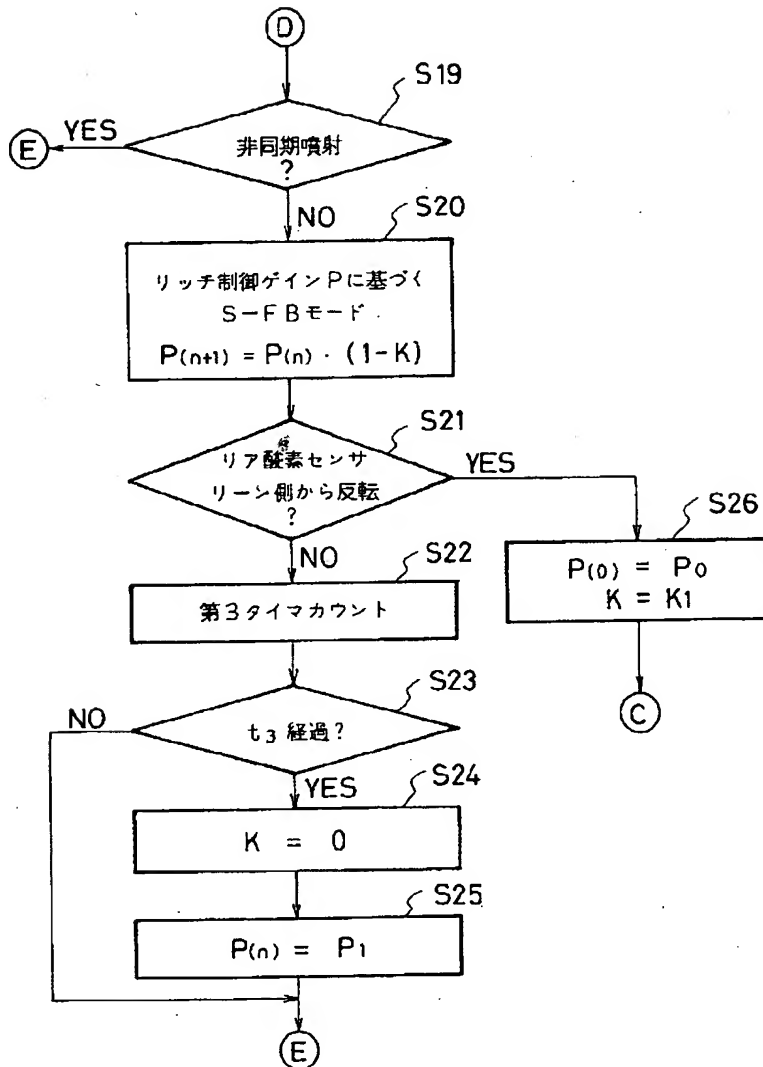 D
S19
非同期噴射
?
YES
E
NO
S20
リッチ制御ゲインPに基づく
S-FBモード
P(n+1) = P(n)・(1-K)
S21
リア酸素センサ
リーン側から反転
?
YES
NO
S26
P(0) = P0
K = K1
C
S22
第3タイマカウント
S23
t3 経過?
NO
YES
S24
K = 0
S25
P(n) = P1
E